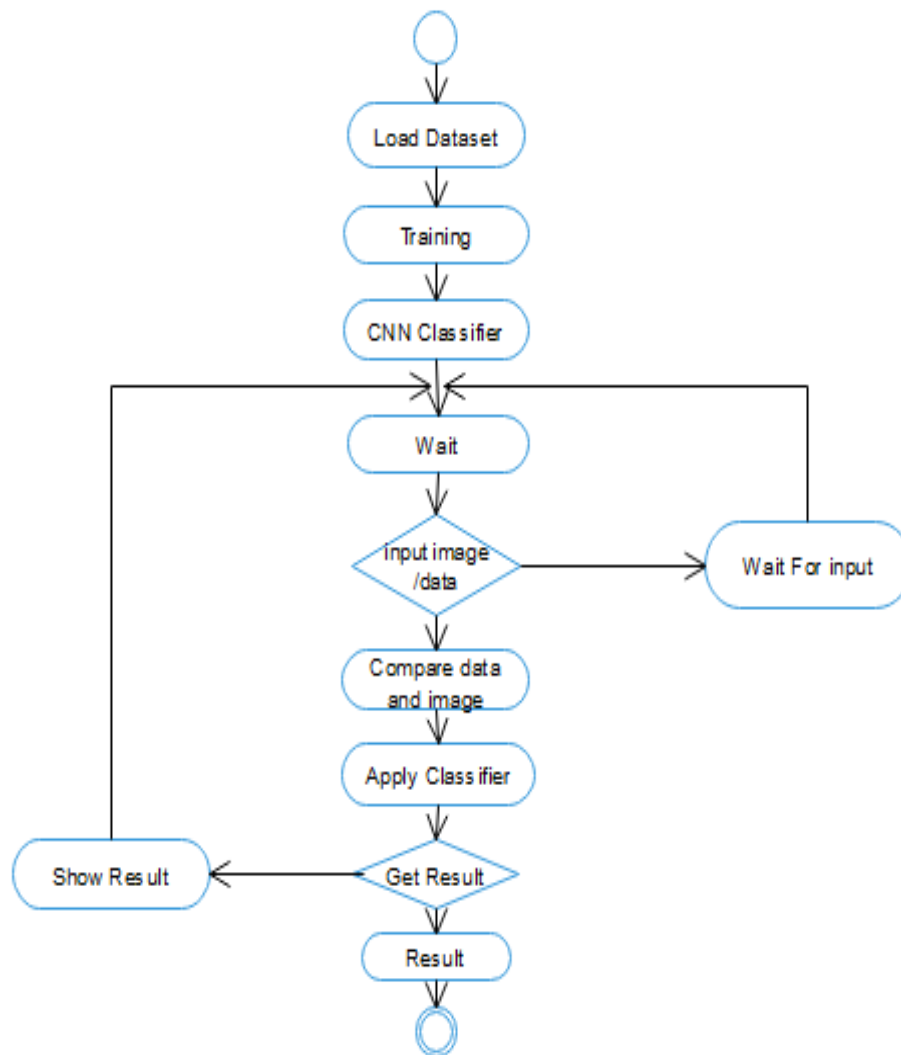 Load Dataset
Training
CNN Classifier
Wait
input image
/data
Wait For input
Compare data
and image
Apply Classifier
Show Result
Get Result
Result